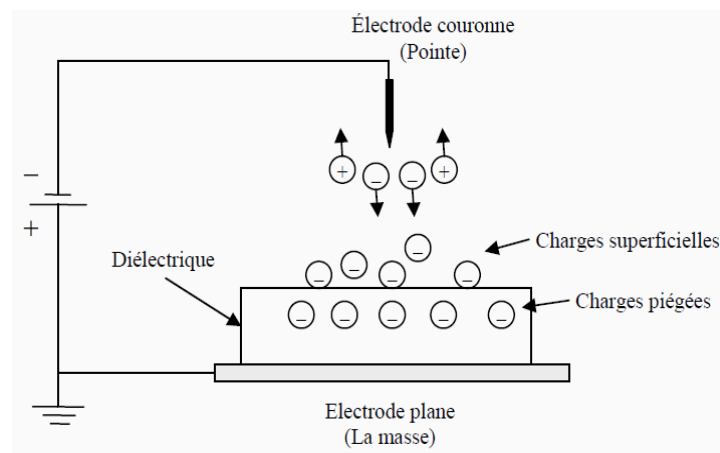 Électrode couronne
(Pointe)
+ − − +
−
+
Charges superficielles
Diélectrique
− − − − −
Charges piégées
− − − − −
Electrode plane
(La masse)